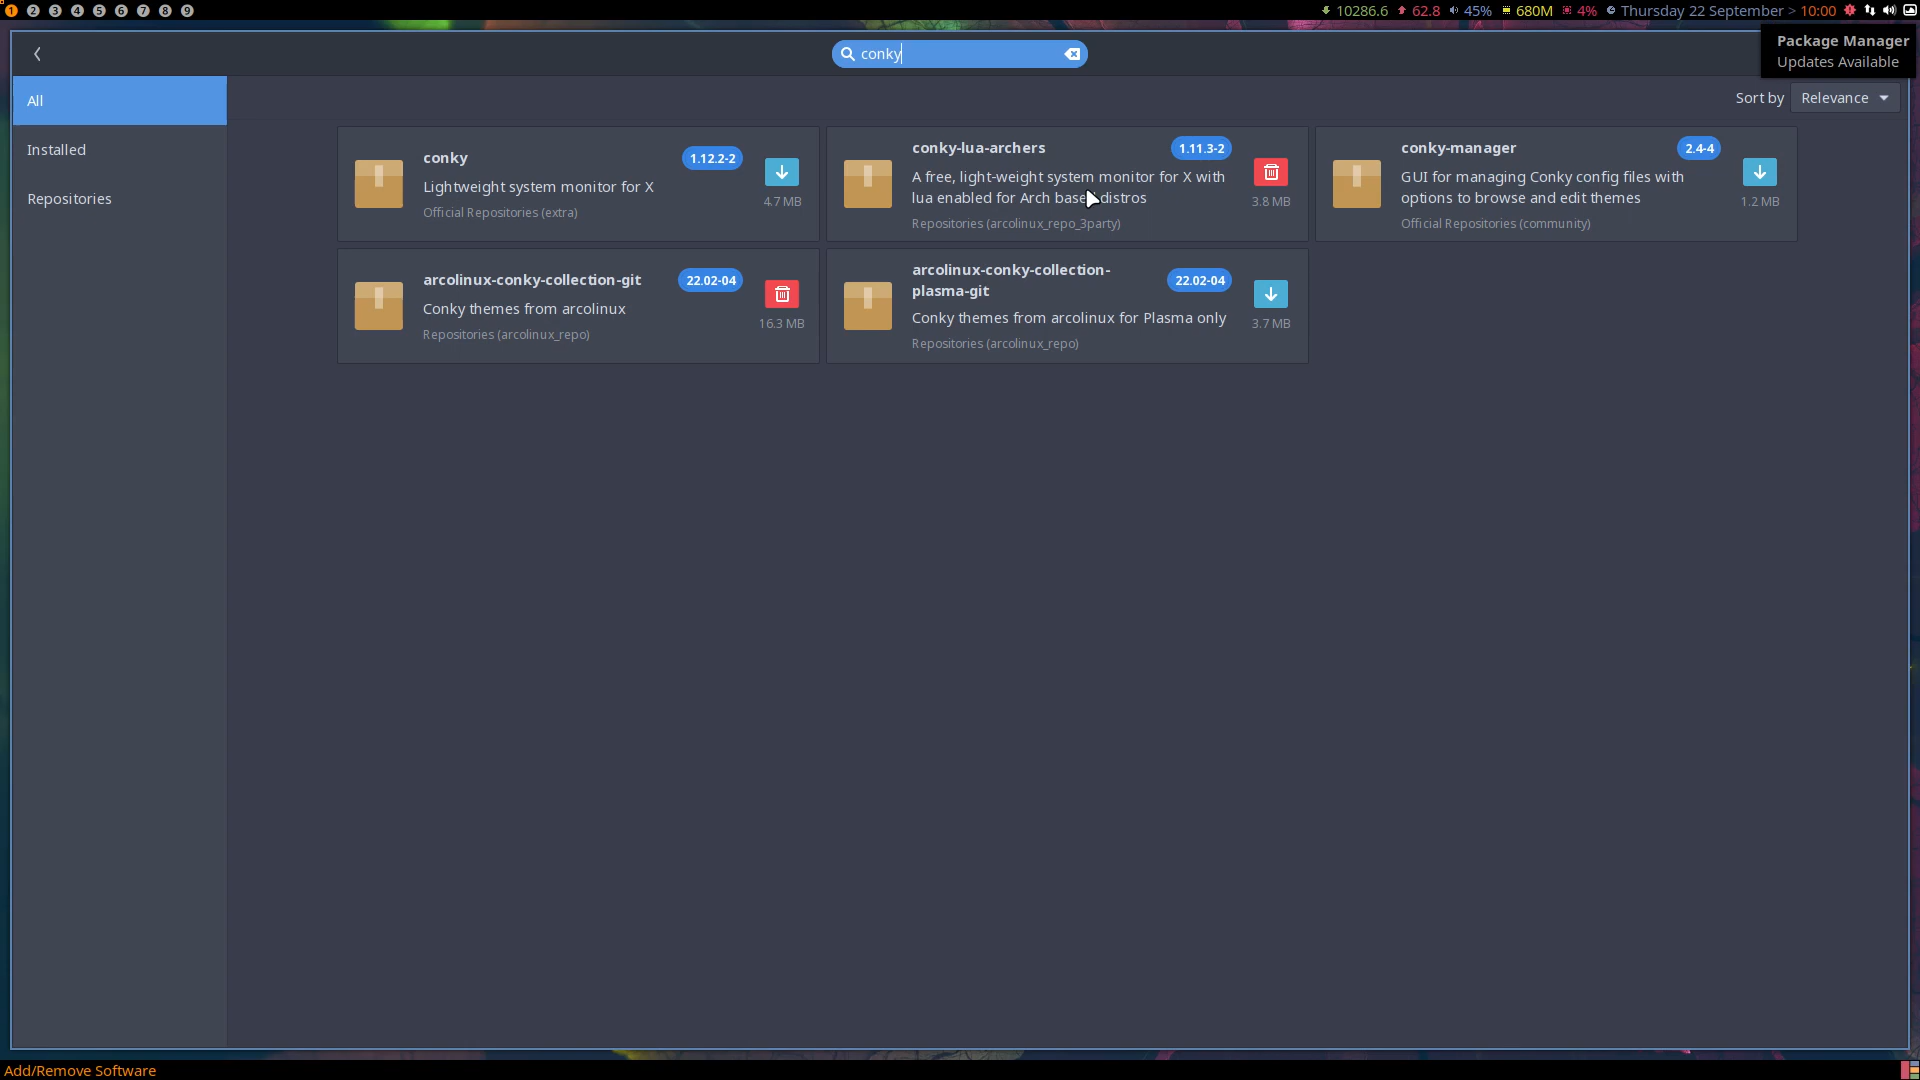 1 2 3 4 5 6 7 8 9 10286.6 62.8 45% 680M 4% Thursday 22 September > 10:00
conky
Package Manager
Updates Available
All
Installed
Repositories
Sort by Relevance
conky 1.12.2-2
Lightweight system monitor for X
Official Repositories (extra)
4.7 MB
conky-lua-archers 1.11.3-2
A free, light-weight system monitor for X with
lua enabled for Arch based distros
Repositories (arcolinux_repo_3party)
3.8 MB
conky-manager 2.4-4
GUI for managing Conky config files with
options to browse and edit themes
Official Repositories (community)
1.2 MB
arcolinux-conky-collection-git 22.02-04
Conky themes from arcolinux
Repositories (arcolinux_repo)
16.3 MB
arcolinux-conky-collection-
plasma-git
22.02-04
Conky themes from arcolinux for Plasma only
Repositories (arcolinux_repo)
3.7 MB
Add/Remove Software